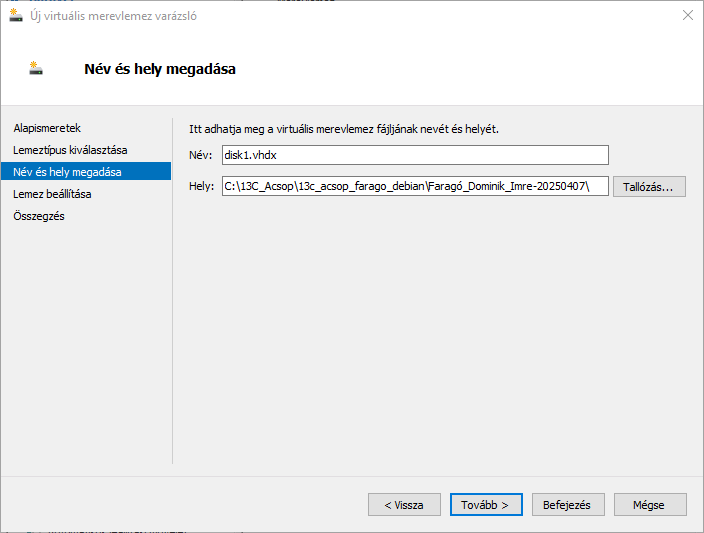 Új virtuális merevlemez varázsló
Név és hely megadása
Alapismeretek
Lemeztípus kiválasztása
Név és hely megadása
Lemez beállítása
Összegzés
Itt adhatja meg a virtuális merevlemez fájljának nevét és helyét.
Név: disk1.vhdx
Hely: C:\13C_Acsop\13c_acsop_farago_debian\Faragó_Dominik_Imre-20250407\ Tallózás...
< Vissza Tovább > Befejezés Mégse